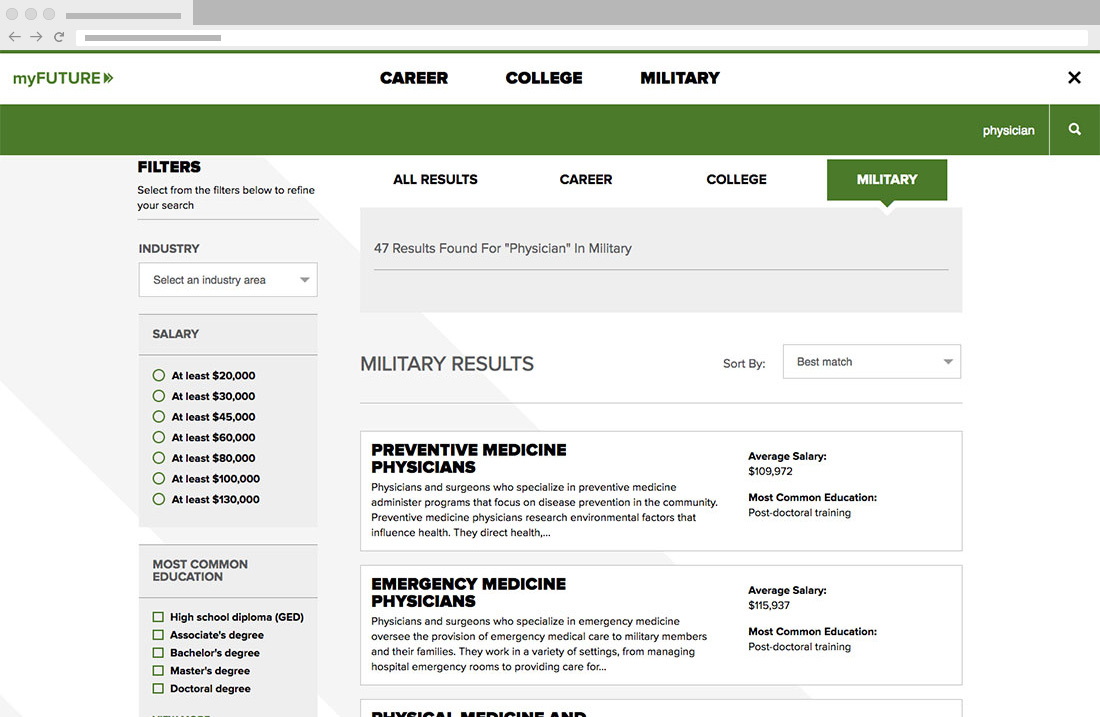 myFUTURE
CAREER
COLLEGE
MILITARY
physician
FILTERS
Select from the filters below to refine
your search
INDUSTRY
Select an industry area
SALARY
At least $20,000
At least $30,000
At least $45,000
At least $60,000
At least $80,000
At least $100,000
At least $130,000
MOST COMMON
EDUCATION
High school diploma (GED)
Associate's degree
Bachelor's degree
Master's degree
Doctoral degree
VIEW MORE
ALL RESULTS
CAREER
COLLEGE
MILITARY
47 Results Found For "Physician" In Military
MILITARY RESULTS
Sort By:
Best match
PREVENTIVE MEDICINE
PHYSICIANS
Physicians and surgeons who specialize in preventive medicine
administer programs that focus on disease prevention in the community.
Preventive medicine physicians research environmental factors that
influence health. They direct health,...
Average Salary:
$109,972
Most Common Education:
Post-doctoral training
EMERGENCY MEDICINE
PHYSICIANS
Physicians and surgeons who specialize in emergency medicine
oversee the provision of emergency medical care to military members
and their families. They work in a variety of settings, from managing
hospital emergency rooms to providing care for...
Average Salary:
$115,937
Most Common Education:
Post-doctoral training
PHYSICAL MEDICINE AND